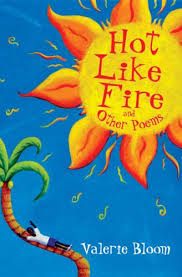 Hot
Like
Fire
and
Other Poems
Valerie Bloom